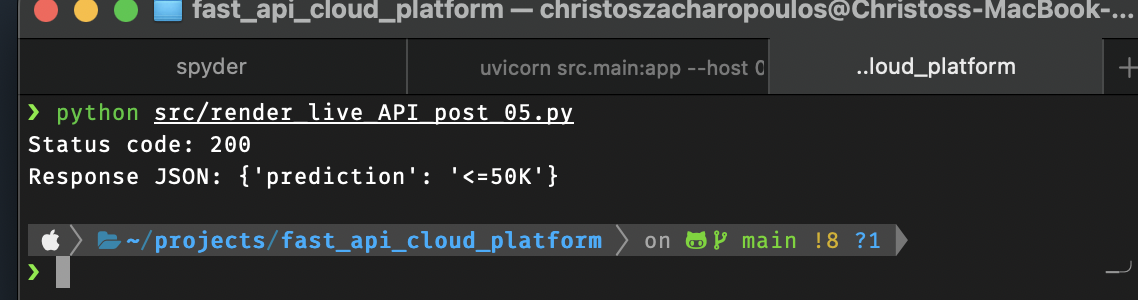 fast_api_cloud_platform — christoszacharopoulos@Christoss-MacBook-...
spyder
uvicorn src.main:app --host 0
..loud_platform
❯ python src/render_live_API_post_05.py
Status code: 200
Response JSON: {'prediction': '<=50K'}
~/projects/fast_api_cloud_platform on main !8 ?1
❯